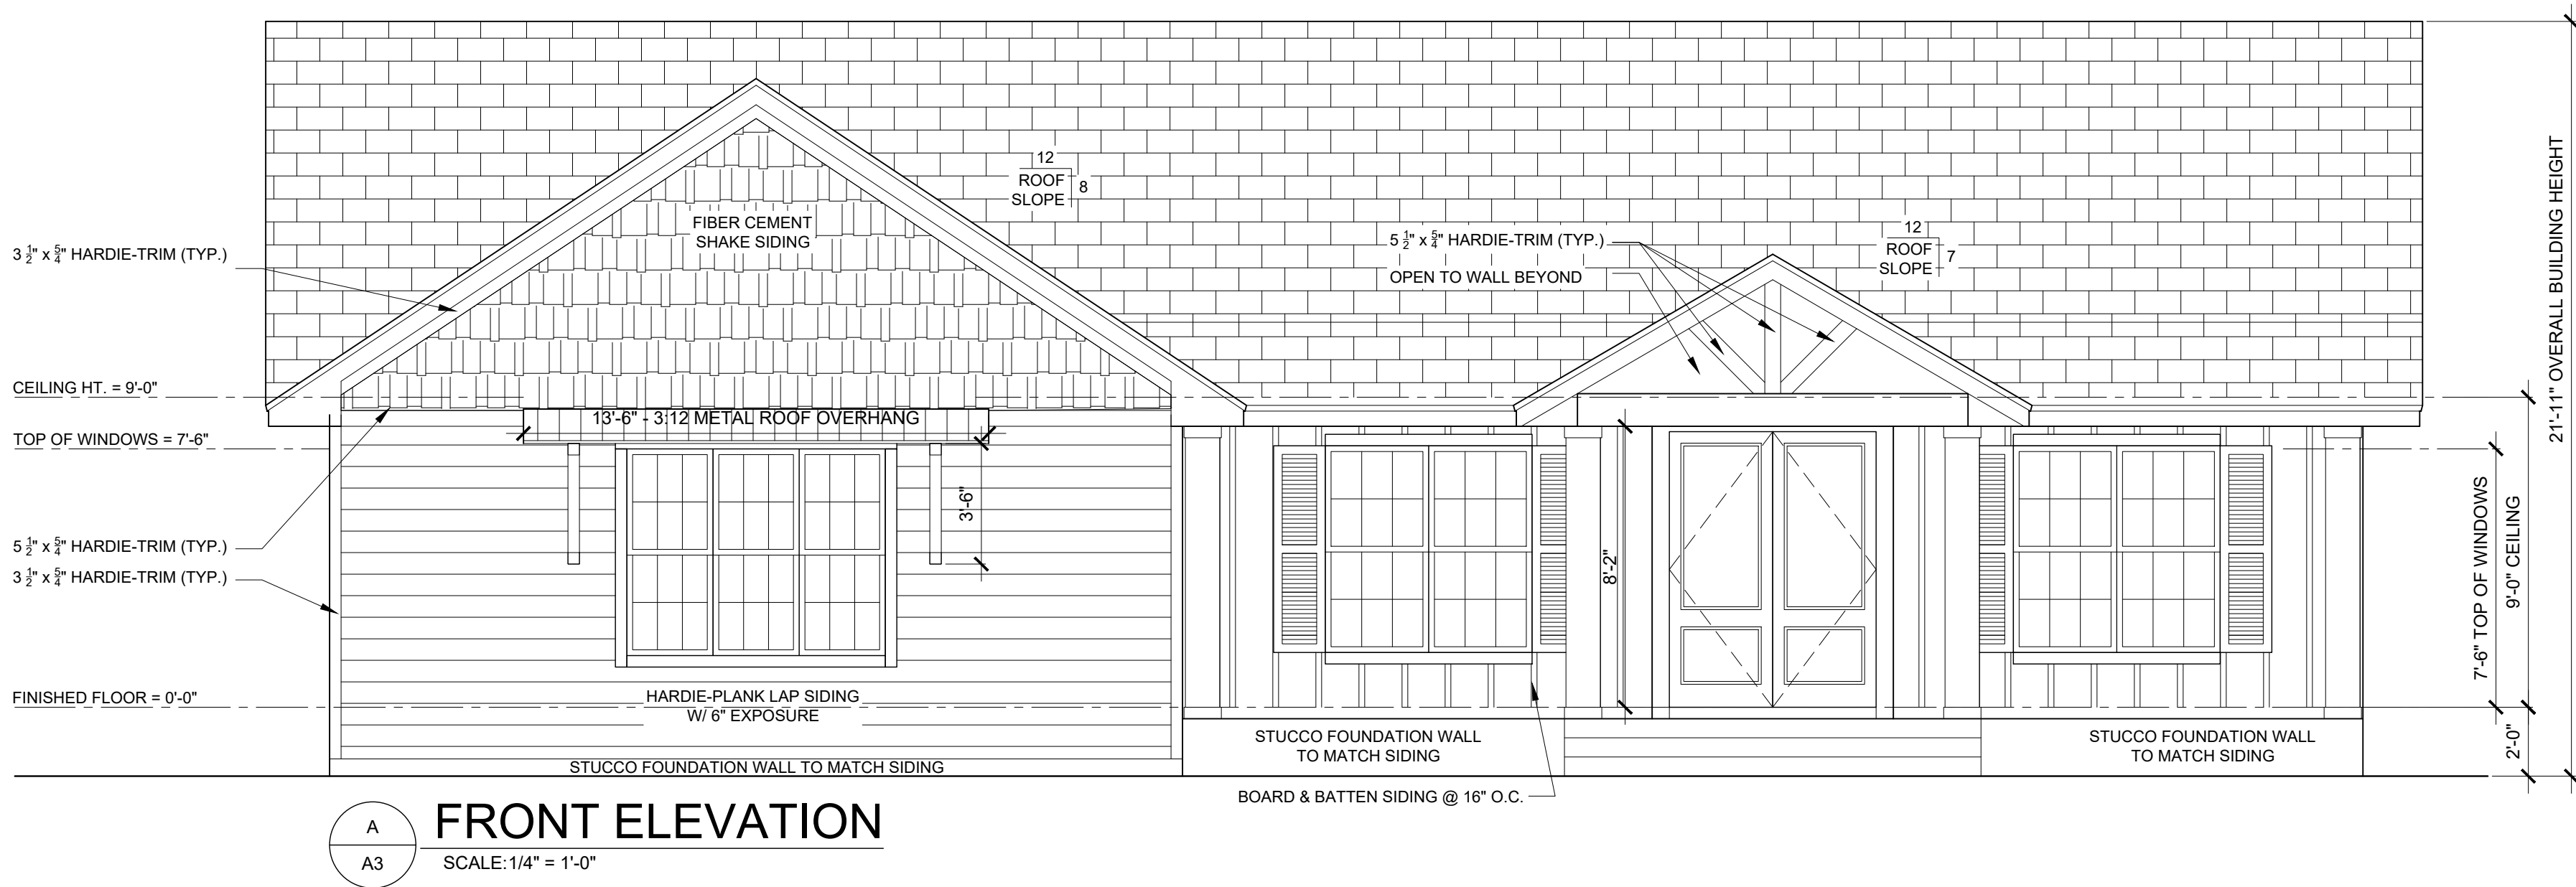 12
ROOF
8
SLOPE
FIBER CEMENT
SHAKE SIDING
3 1/2" x 5/4" HARDIE-TRIM (TYP.)
5 1/2" x 5/4" HARDIE-TRIM (TYP.)
OPEN TO WALL BEYOND
12
ROOF
7
SLOPE
21'-11" OVERALL BUILDING HEIGHT
CEILING HT. = 9'-0"
13'-6" - 3:12 METAL ROOF OVERHANG
TOP OF WINDOWS = 7'-6"
3'-6"
8'-2"
7'-6" TOP OF WINDOWS
9'-0" CEILING
5 1/2" x 5/4" HARDIE-TRIM (TYP.)
3 1/2" x 5/4" HARDIE-TRIM (TYP.)
FINISHED FLOOR = 0'-0"
HARDIE-PLANK LAP SIDING
W/ 6" EXPOSURE
STUCCO FOUNDATION WALL
TO MATCH SIDING
STUCCO FOUNDATION WALL
TO MATCH SIDING
2'-0"
STUCCO FOUNDATION WALL TO MATCH SIDING
BOARD & BATTEN SIDING @ 16" O.C.
A
A3
FRONT ELEVATION
SCALE:1/4" = 1'-0"